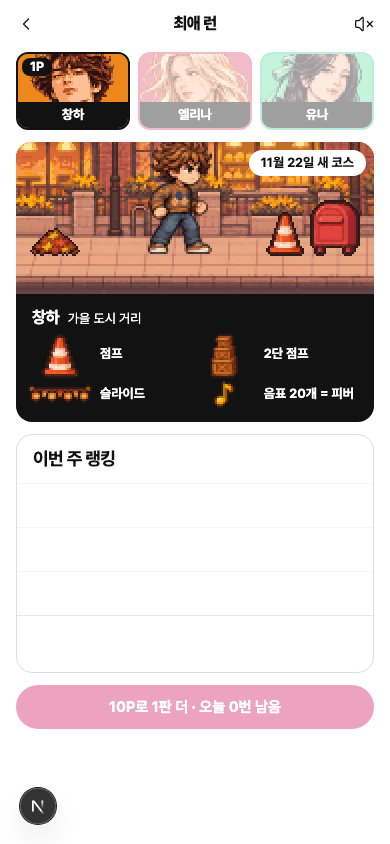 최애 런
1P
창하
엘리나
유나
11월 22일 새 코스
창하 가을 도시 거리
점프
2단 점프
슬라이드
음표 20개 = 피버
이번 주 랭킹
10P로 1판 더 · 오늘 0번 남음
N